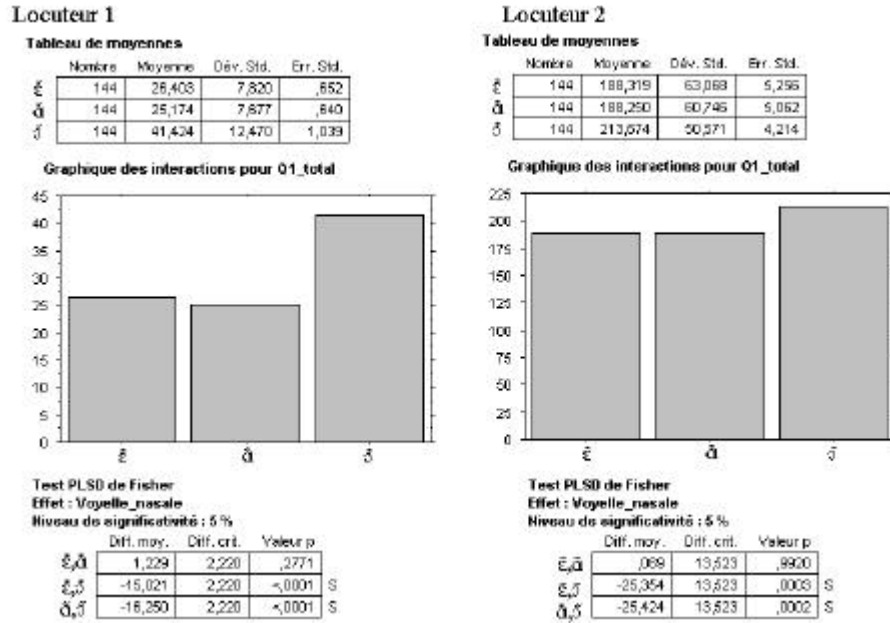 Locuteur 1
Tableau de moyennes
Nombre Moyenne Dév. Std. Err. Std.
ɛ̃ 144 26,403 7,820 ,652
ɑ̃ 144 25,174 7,677 ,640
ɔ̃ 144 41,424 12,470 1,039
Graphique des interactions pour Q1_total
45
40
35
30
25
20
15
10
5
0
ɛ̃ ɑ̃ ɔ̃
Test PLSD de Fisher
Effet : Voyelle_nasale
Niveau de significativité : 5 %
Diff. moy. Diff. crit. Valeur p
ɛ̃,ɑ̃ 1,229 2,220 ,2771
ɛ̃,ɔ̃ -15,021 2,220 <,0001 S
ɑ̃,ɔ̃ -16,250 2,220 <,0001 S
Locuteur 2
Tableau de moyennes
Nombre Moyenne Dév. Std. Err. Std.
ɛ̃ 144 188,319 63,068 5,256
ɑ̃ 144 188,250 60,746 5,062
ɔ̃ 144 213,674 50,571 4,214
Graphique des interactions pour Q1_total
225
200
175
150
125
100
75
50
25
0
ɛ̃ ɑ̃ ɔ̃
Test PLSD de Fisher
Effet : Voyelle_nasale
Niveau de significativité : 5 %
Diff. moy. Diff. crit. Valeur p
ɛ̃,ɑ̃ ,069 13,523 ,9920
ɛ̃,ɔ̃ -25,354 13,523 ,0003 S
ɑ̃,ɔ̃ -25,424 13,523 ,0002 S